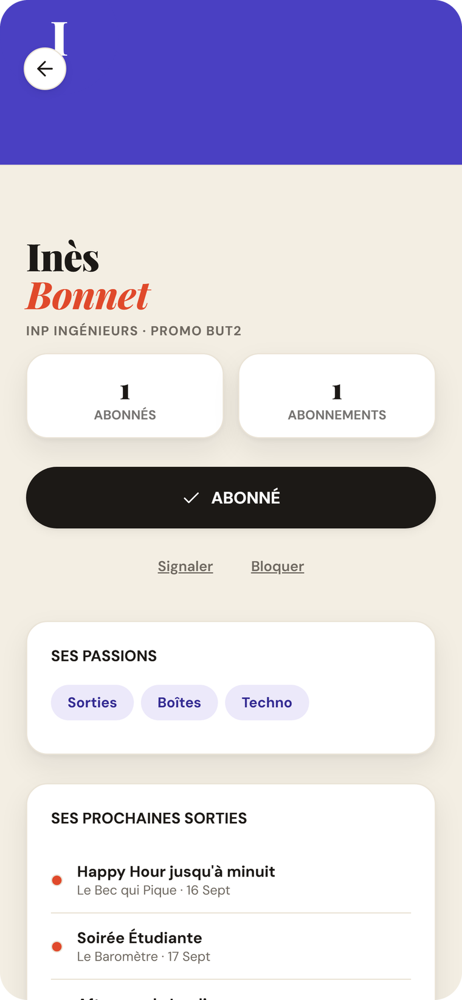 I
Inès
Bonnet
INP INGÉNIEURS · PROMO BUT2
1
ABONNÉS
1
ABONNEMENTS
ABONNÉ
Signaler
Bloquer
SES PASSIONS
Sorties
Boîtes
Techno
SES PROCHAINES SORTIES
Happy Hour jusqu'à minuit
Le Bec qui Pique · 16 Sept
Soirée Étudiante
Le Baromètre · 17 Sept